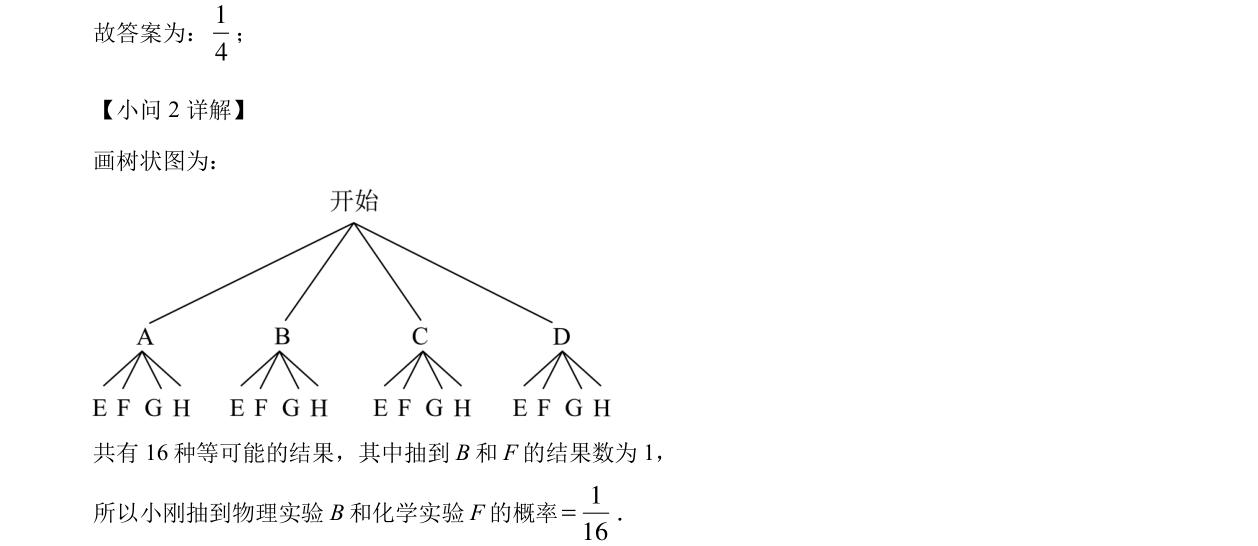 故答案为：1/4；
【小问 2 详解】
画树状图为：
开始
A B C D
E F G H E F G H E F G H E F G H
共有 16 种等可能的结果，其中抽到 B 和 F 的结果数为 1，
所以小刚抽到物理实验 B 和化学实验 F 的概率=1/16．